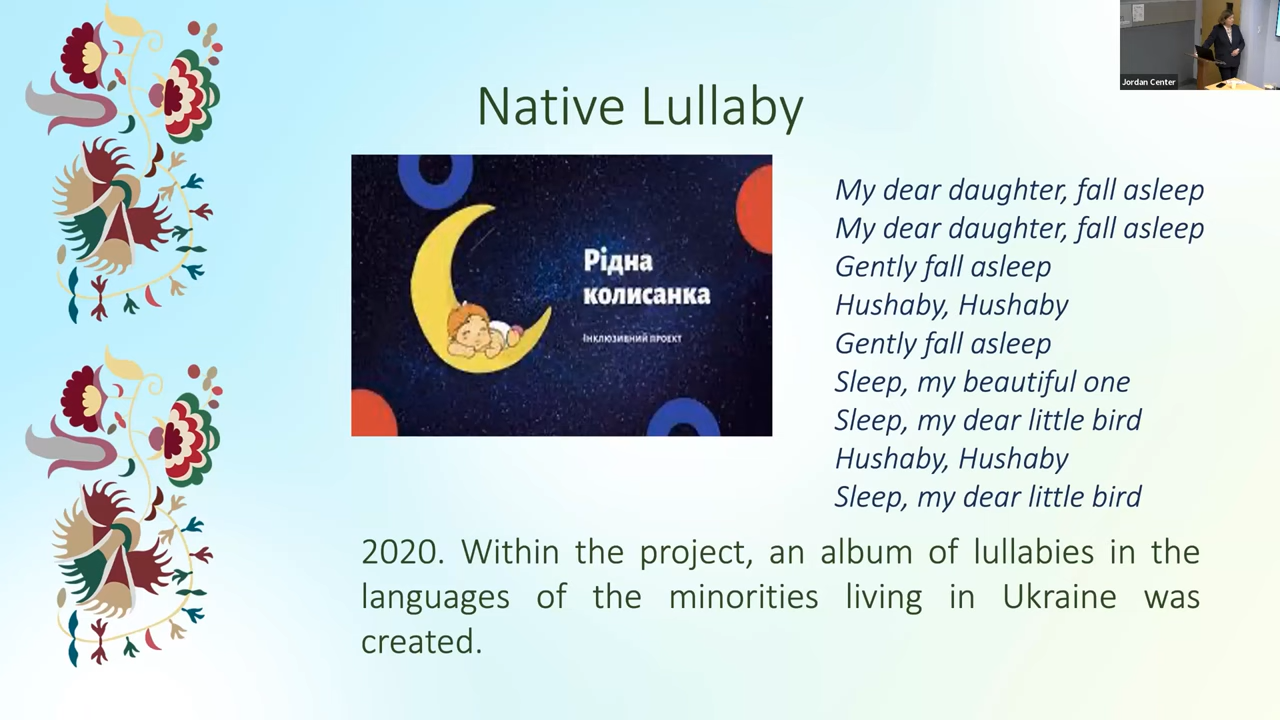 Jordan Center
Native Lullaby
Рідна
колисанка
ІНКЛЮЗИВНИЙ ПРОЕКТ
My dear daughter, fall asleep
My dear daughter, fall asleep
Gently fall asleep
Hushaby, Hushaby
Gently fall asleep
Sleep, my beautiful one
Sleep, my dear little bird
Hushaby, Hushaby
Sleep, my dear little bird
2020. Within the project, an album of lullabies in the
languages of the minorities living in Ukraine was
created.